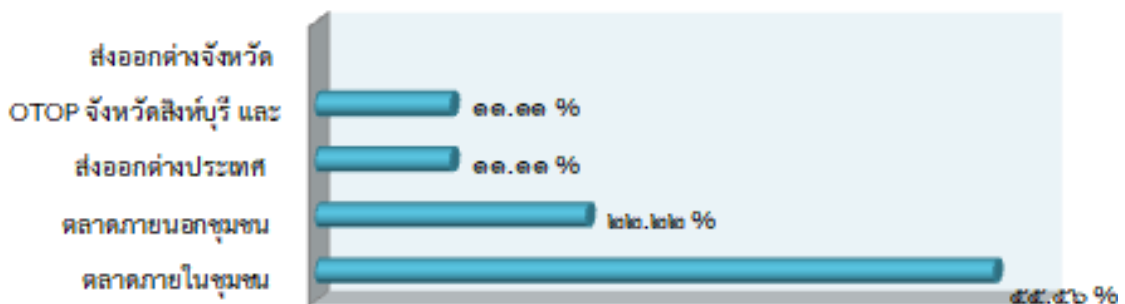 ส่งออกต่างจังหวัด
OTOP จังหวัดสิงห์บุรี และ ๑๑.๑๑ %
ส่งออกต่างประเทศ ๑๑.๑๑ %
ตลาดภายนอกชุมชน ๒๒.๒๒ %
ตลาดภายในชุมชน ๕๕.๕๖ %